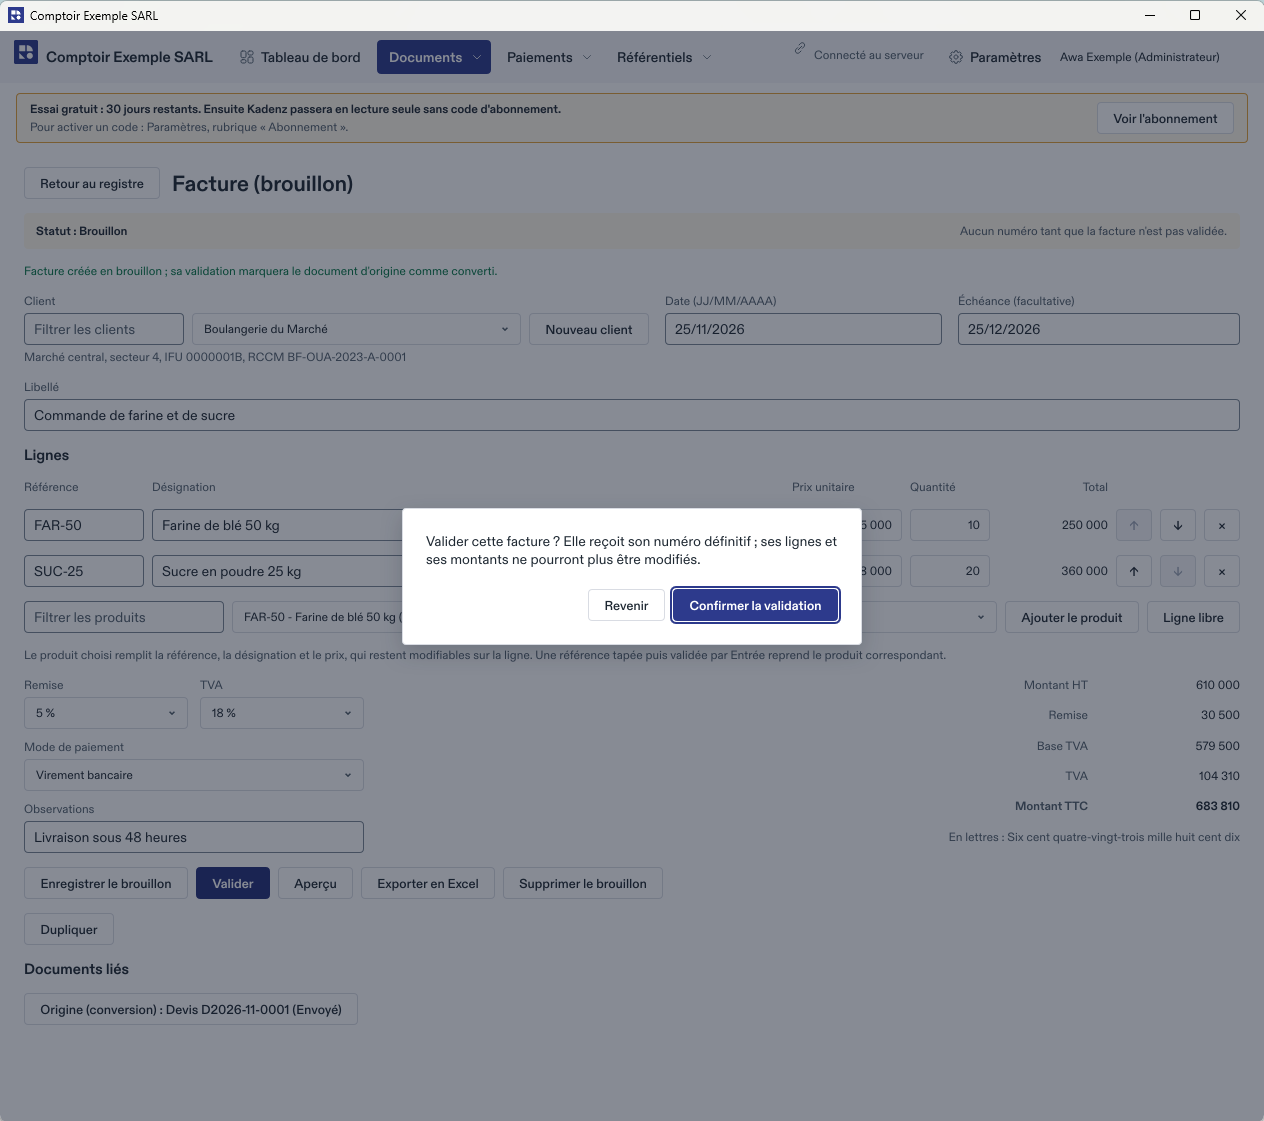 Comptoir Exemple SARL
Comptoir Exemple SARL
Tableau de bord
Documents
Paiements
Référentiels
Connecté au serveur
Paramètres
Awa Exemple (Administrateur)
Essai gratuit : 30 jours restants. Ensuite Kadenz passera en lecture seule sans code d'abonnement.
Pour activer un code : Paramètres, rubrique « Abonnement ».
Voir l'abonnement
Retour au registre
Facture (brouillon)
Statut : Brouillon
Aucun numéro tant que la facture n'est pas validée.
Facture créée en brouillon ; sa validation marquera le document d'origine comme converti.
Client
Date (JJ/MM/AAAA)
Échéance (facultative)
Filtrer les clients
Boulangerie du Marché
Nouveau client
25/11/2026
25/12/2026
Marché central, secteur 4, IFU 0000001B, RCCM BF-OUA-2023-A-0001
Libellé
Commande de farine et de sucre
Lignes
Référence
Désignation
Prix unitaire
Quantité
Total
FAR-50
Farine de blé 50 kg
5 000
10
250 000
↑
↓
×
SUC-25
Sucre en poudre 25 kg
8 000
20
360 000
↑
↓
×
Valider cette facture ? Elle reçoit son numéro définitif ; ses lignes et
ses montants ne pourront plus être modifiés.
Revenir
Confirmer la validation
Filtrer les produits
FAR-50 - Farine de blé 50 kg (
Ajouter le produit
Ligne libre
Le produit choisi remplit la référence, la désignation et le prix, qui restent modifiables sur la ligne. Une référence tapée puis validée par Entrée reprend le produit correspondant.
Remise
TVA
5 %
18 %
Mode de paiement
Virement bancaire
Observations
Livraison sous 48 heures
Montant HT
610 000
Remise
30 500
Base TVA
579 500
TVA
104 310
Montant TTC
683 810
En lettres : Six cent quatre-vingt-trois mille huit cent dix
Enregistrer le brouillon
Valider
Aperçu
Exporter en Excel
Supprimer le brouillon
Dupliquer
Documents liés
Origine (conversion) : Devis D2026-11-0001 (Envoyé)